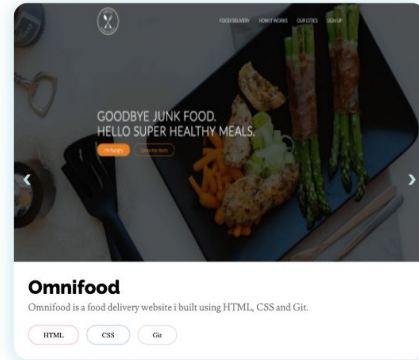 FOOD DELIVERY HOW IT WORKS OUR CITIES SIGN UP
GOODBYE JUNK FOOD.
HELLO SUPER HEALTHY MEALS.
I'm hungry
Omnifood
Omnifood is a food delivery website i built using HTML, CSS and Git.
HTML CSS Git